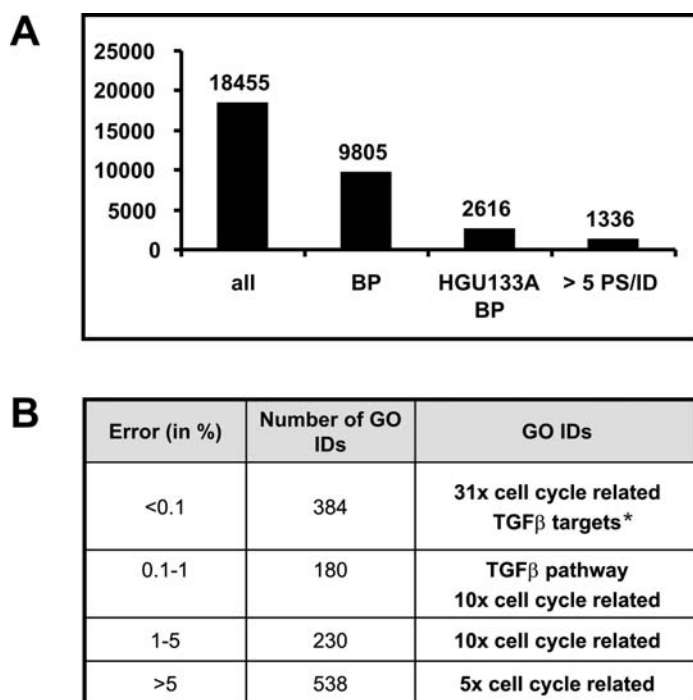 A
25000
20000
15000
10000
5000
0
18455
9805
2616
1336
all BP HGU133A > 5 PS/ID
BP
B
Error (in %) Number of GO IDs GO IDs
<0.1 384 31x cell cycle related
TGFβ targets*
0.1-1 180 TGFβ pathway
10x cell cycle related
1-5 230 10x cell cycle related
>5 538 5x cell cycle related